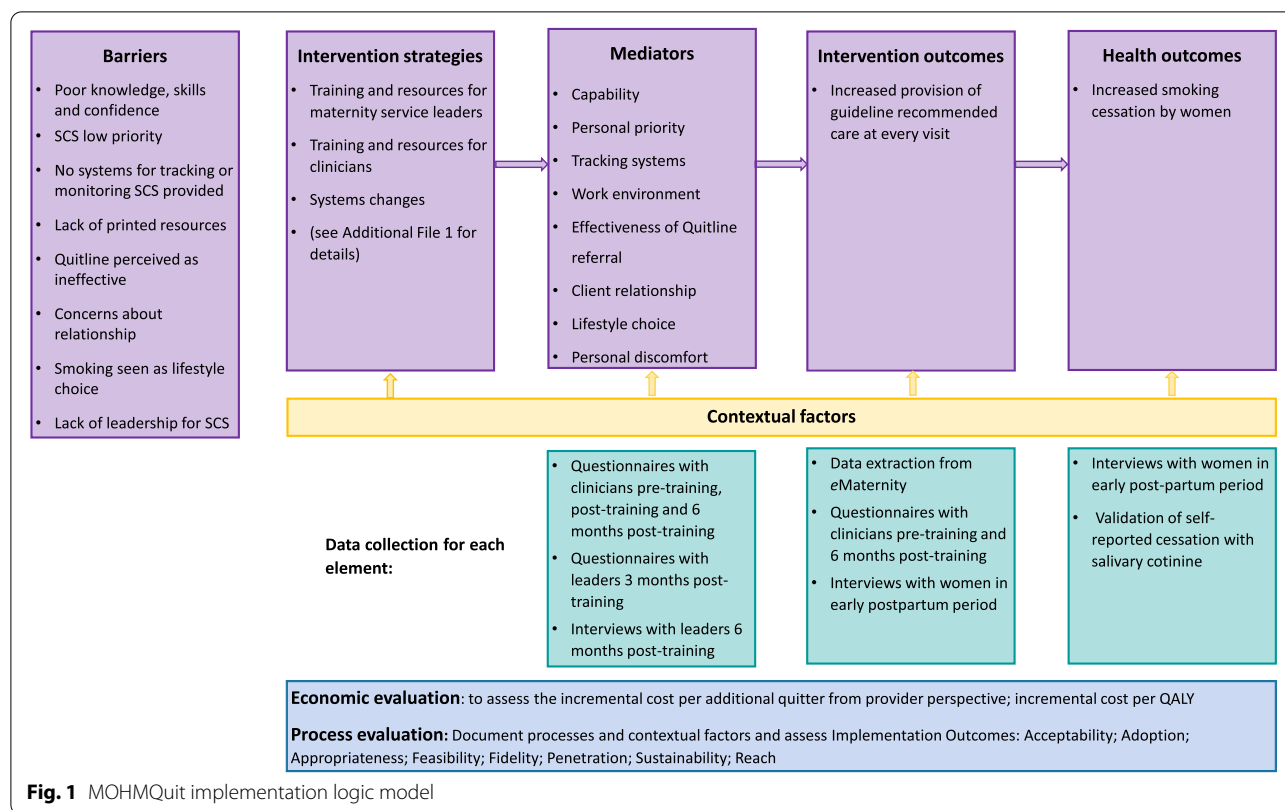 Barriers
• Poor knowledge, skills
and confidence
• SCS low priority
• No systems for tracking or
monitoring SCS provided
• Lack of printed resources
• Quitline perceived as
ineffective
• Concerns about
relationship
• Smoking seen as lifestyle
choice
• Lack of leadership for SCS
Intervention strategies
• Training and resources for
maternity service leaders
• Training and resources for
clinicians
• Systems changes
• (see Additional File 1 for
details)
Mediators
• Capability
• Personal priority
• Tracking systems
• Work environment
• Effectiveness of Quitline
referral
• Client relationship
• Lifestyle choice
• Personal discomfort
Intervention outcomes
• Increased provision of
guideline recommended
care at every visit
Health outcomes
• Increased smoking
cessation by women
Contextual factors
Data collection for each
element:
• Questionnaires with
clinicians pre-training,
post-training and 6
months post-training
• Questionnaires with
leaders 3 months post-
training
• Interviews with leaders 6
months post-training
• Data extraction from
eMaternity
• Questionnaires with
clinicians pre-training and
6 months post-training
• Interviews with women in
early postpartum period
• Interviews with women in
early post-partum period
• Validation of self-
reported cessation with
salivary cotinine
Economic evaluation: to assess the incremental cost per additional quitter from provider perspective; incremental cost per QALY
Process evaluation: Document processes and contextual factors and assess Implementation Outcomes: Acceptability; Adoption;
Appropriateness; Feasibility; Fidelity; Penetration; Sustainability; Reach
Fig. 1 MOHMQuit implementation logic model